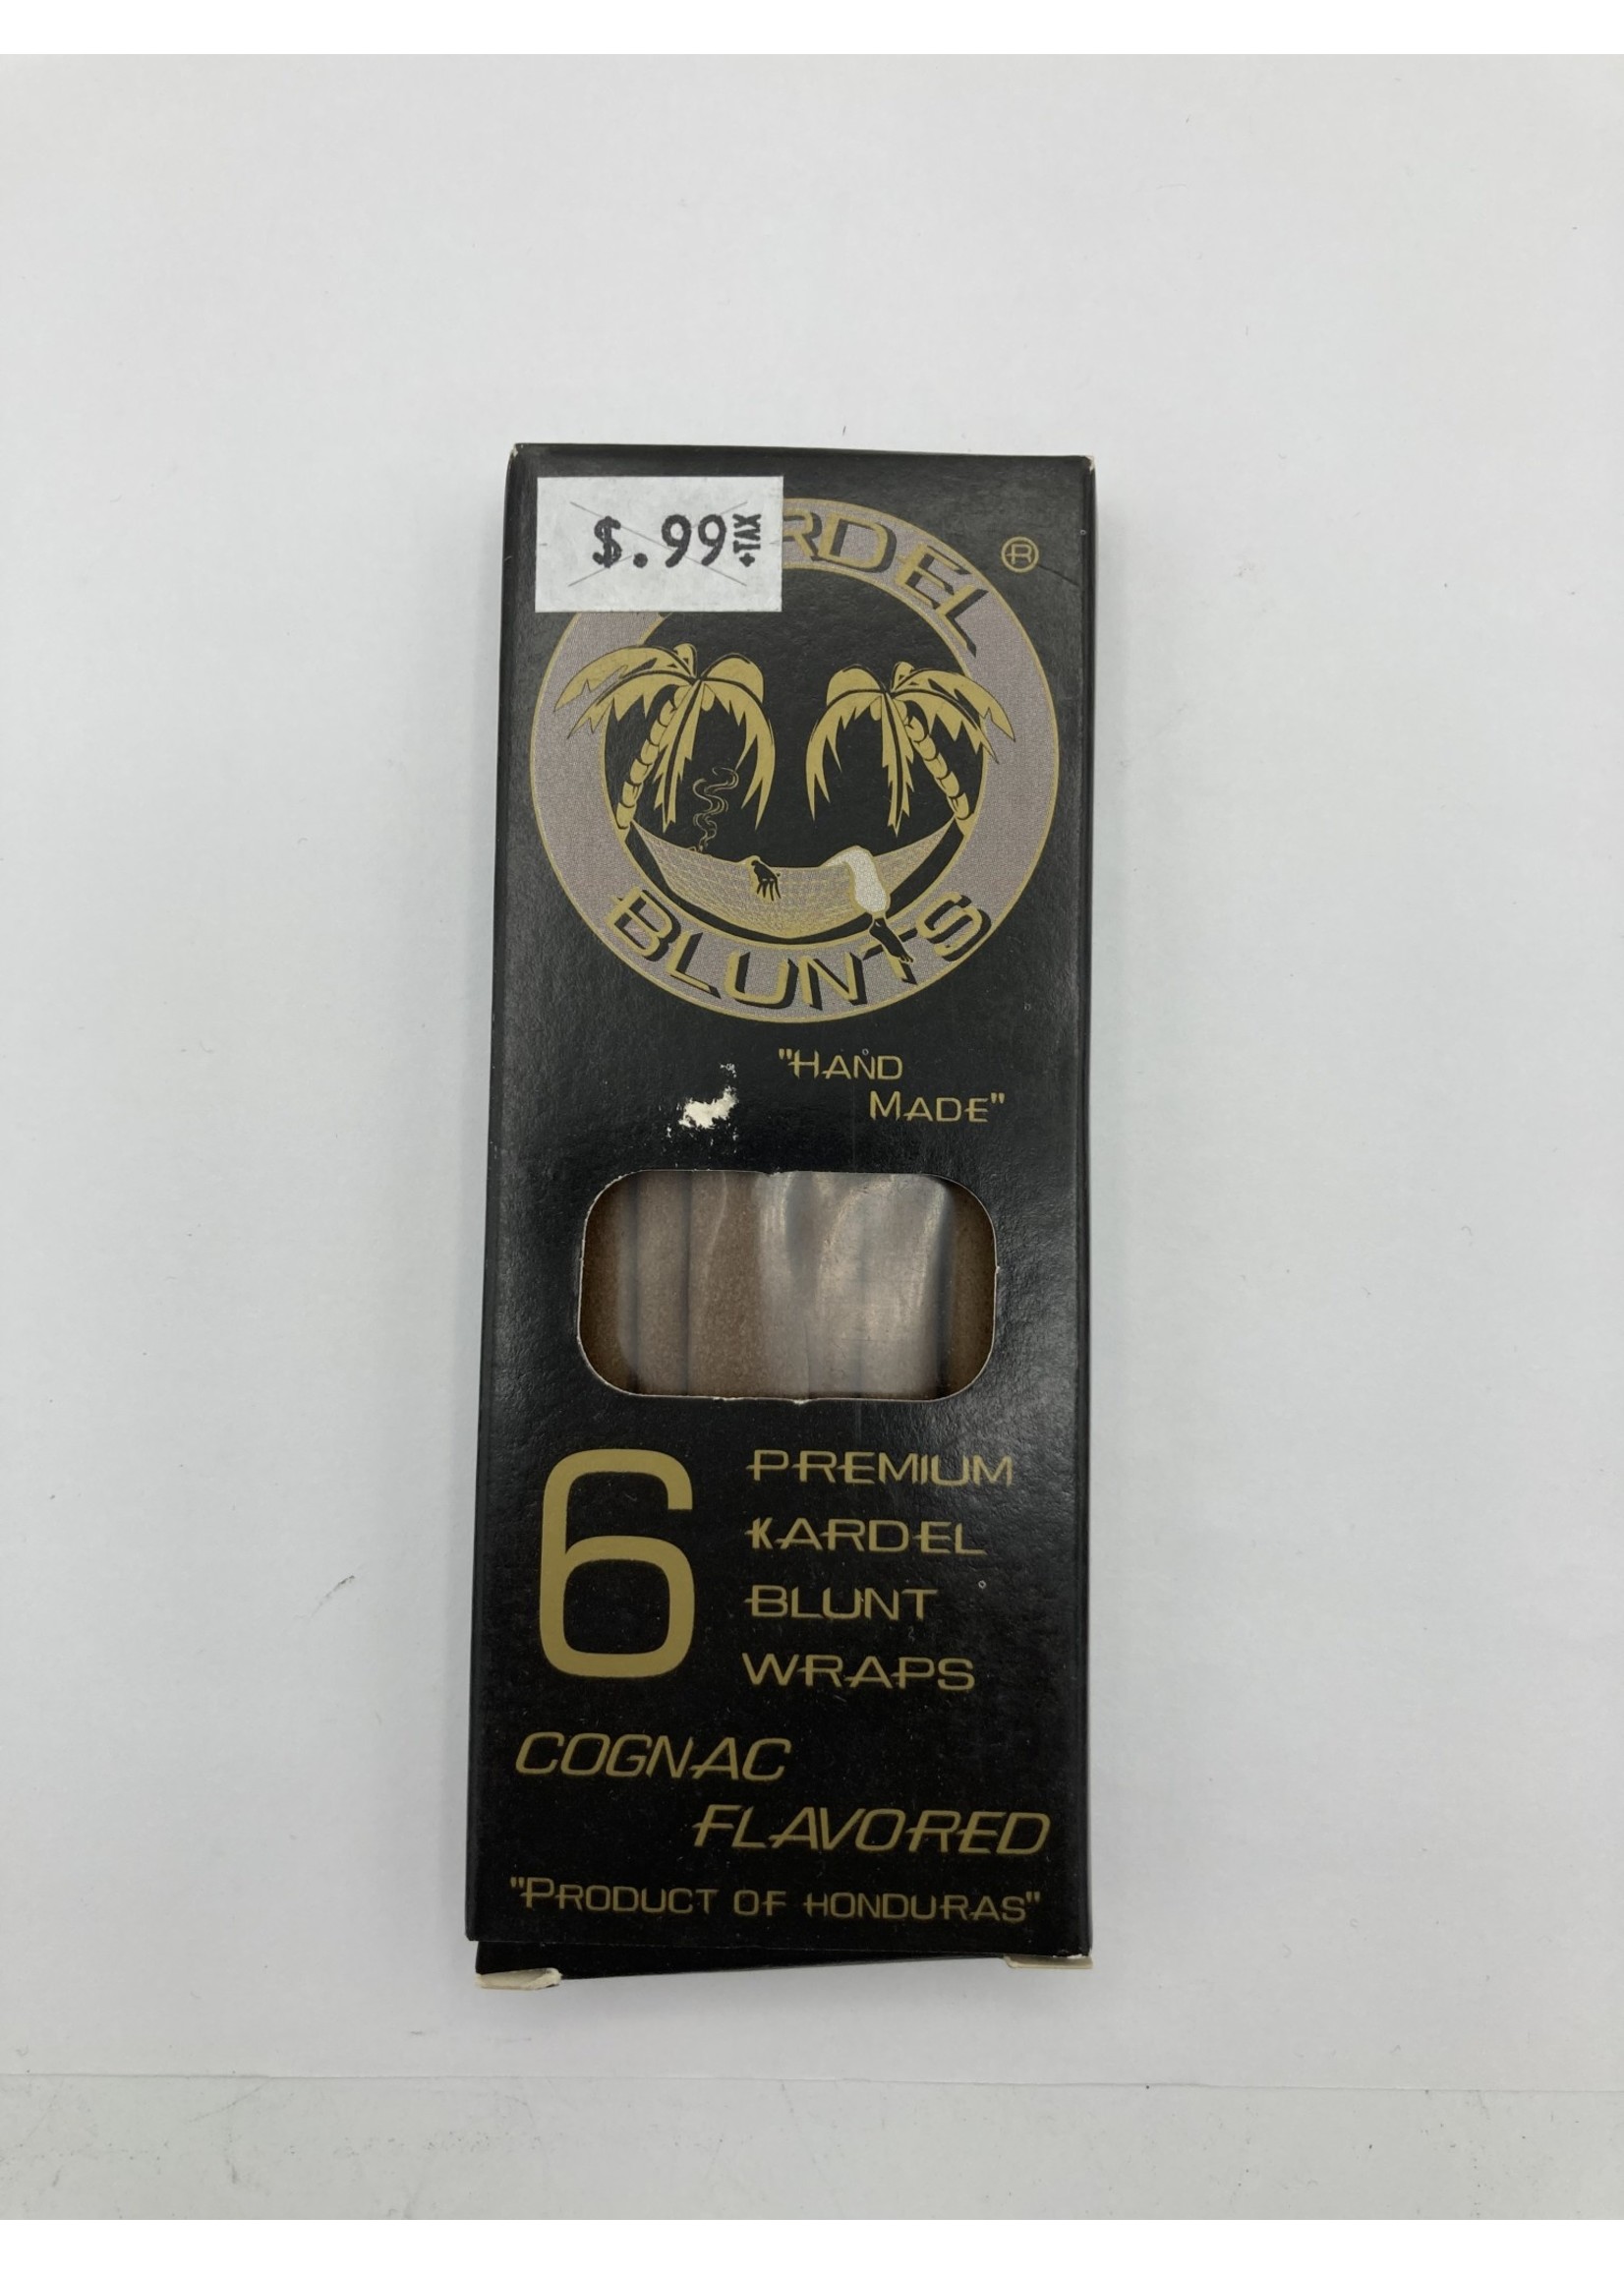 $.99 +TAX
RDEL ®
BLUNTS
"HAND
MADE"
6
PREMIUM
KARDEL
BLUNT
WRAPS
COGNAC
FLAVORED
"PRODUCT OF HONDURAS"